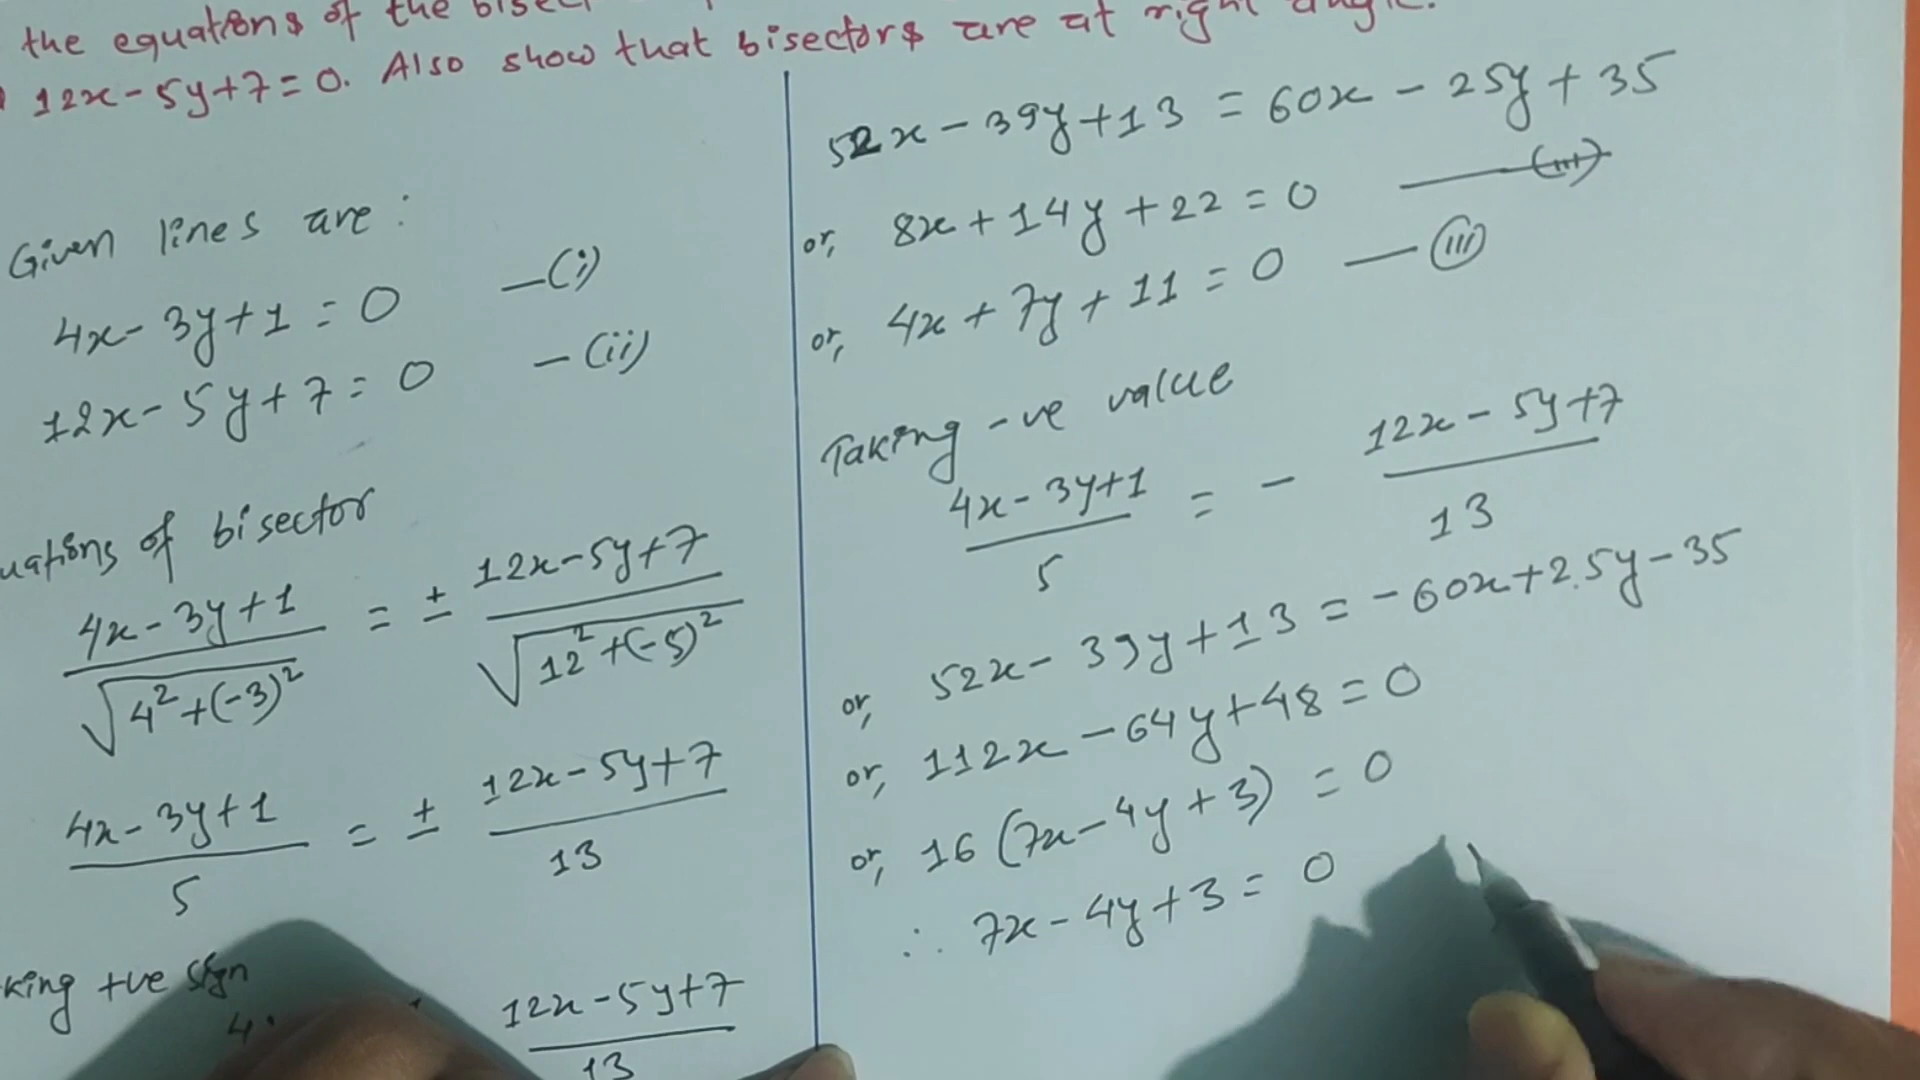 the equations of the
12x-5y+7=0. Also show that bisectors are at right angle.
Given lines are:
4x-3y+1=0 —(i)
12x-5y+7=0 —(ii)
uations of bisector
4x-3y+1 / √4²+(-3)² = ± 12x-5y+7 / √12²+(-5)²
4x-3y+1 / 5 = ± 12x-5y+7 / 13
king +ve sign
12x-5y+7 / 13
52x-39y+13 = 60x-25y+35
or, 8x+14y+22=0 —(iii)
or, 4x+7y+11=0 —(iii)
Taking -ve value
4x-3y+1 / 5 = - 12x-5y+7 / 13
or, 52x-39y+13=-60x+25y-35
or, 112x-64y+48=0
or, 16(7x-4y+3)=0
∴ 7x-4y+3=0